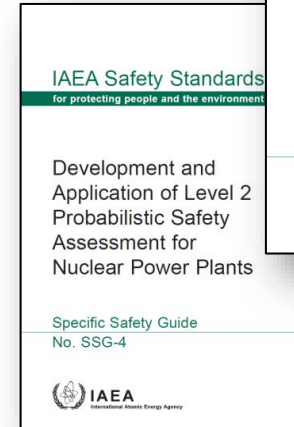 IAEA Safety Standards
for protecting people and the environment
Development and
Application of Level 2
Probabilistic Safety
Assessment for
Nuclear Power Plants
Specific Safety Guide
No. SSG-4
IAEA
International Atomic Energy Agency